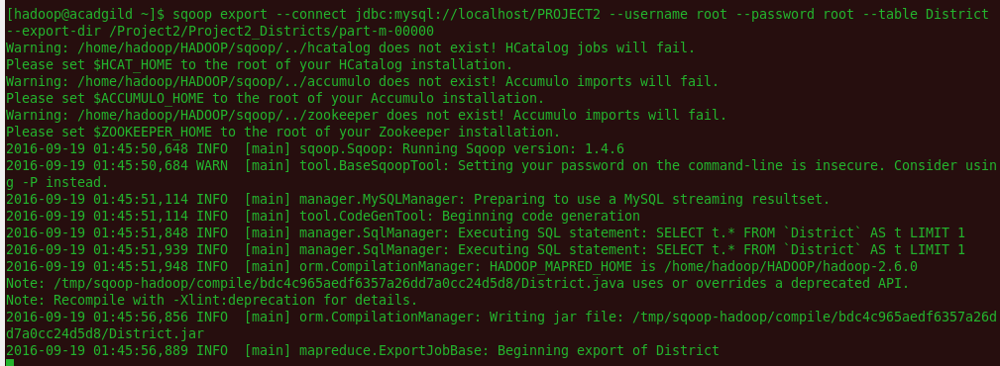 [hadoop@acadgild ~]$ sqoop export --connect jdbc:mysql://localhost/PROJECT2 --username root --password root --table District
--export-dir /Project2/Project2_Districts/part-m-00000
Warning: /home/hadoop/HADOOP/sqoop/../hcatalog does not exist! HCatalog jobs will fail.
Please set $HCAT_HOME to the root of your HCatalog installation.
Warning: /home/hadoop/HADOOP/sqoop/../accumulo does not exist! Accumulo imports will fail.
Please set $ACCUMULO_HOME to the root of your Accumulo installation.
Warning: /home/hadoop/HADOOP/sqoop/../zookeeper does not exist! Accumulo imports will fail.
Please set $ZOOKEEPER_HOME to the root of your Zookeeper installation.
2016-09-19 01:45:50,648 INFO  [main] sqoop.Sqoop: Running Sqoop version: 1.4.6
2016-09-19 01:45:50,684 WARN  [main] tool.BaseSqoopTool: Setting your password on the command-line is insecure. Consider usin
g -P instead.
2016-09-19 01:45:51,114 INFO  [main] manager.MySQLManager: Preparing to use a MySQL streaming resultset.
2016-09-19 01:45:51,114 INFO  [main] tool.CodeGenTool: Beginning code generation
2016-09-19 01:45:51,848 INFO  [main] manager.SqlManager: Executing SQL statement: SELECT t.* FROM `District` AS t LIMIT 1
2016-09-19 01:45:51,939 INFO  [main] manager.SqlManager: Executing SQL statement: SELECT t.* FROM `District` AS t LIMIT 1
2016-09-19 01:45:51,948 INFO  [main] orm.CompilationManager: HADOOP_MAPRED_HOME is /home/hadoop/HADOOP/hadoop-2.6.0
Note: /tmp/sqoop-hadoop/compile/bdc4c965aedf6357a26dd7a0cc24d5d8/District.java uses or overrides a deprecated API.
Note: Recompile with -Xlint:deprecation for details.
2016-09-19 01:45:56,856 INFO  [main] orm.CompilationManager: Writing jar file: /tmp/sqoop-hadoop/compile/bdc4c965aedf6357a26d
d7a0cc24d5d8/District.jar
2016-09-19 01:45:56,889 INFO  [main] mapreduce.ExportJobBase: Beginning export of District